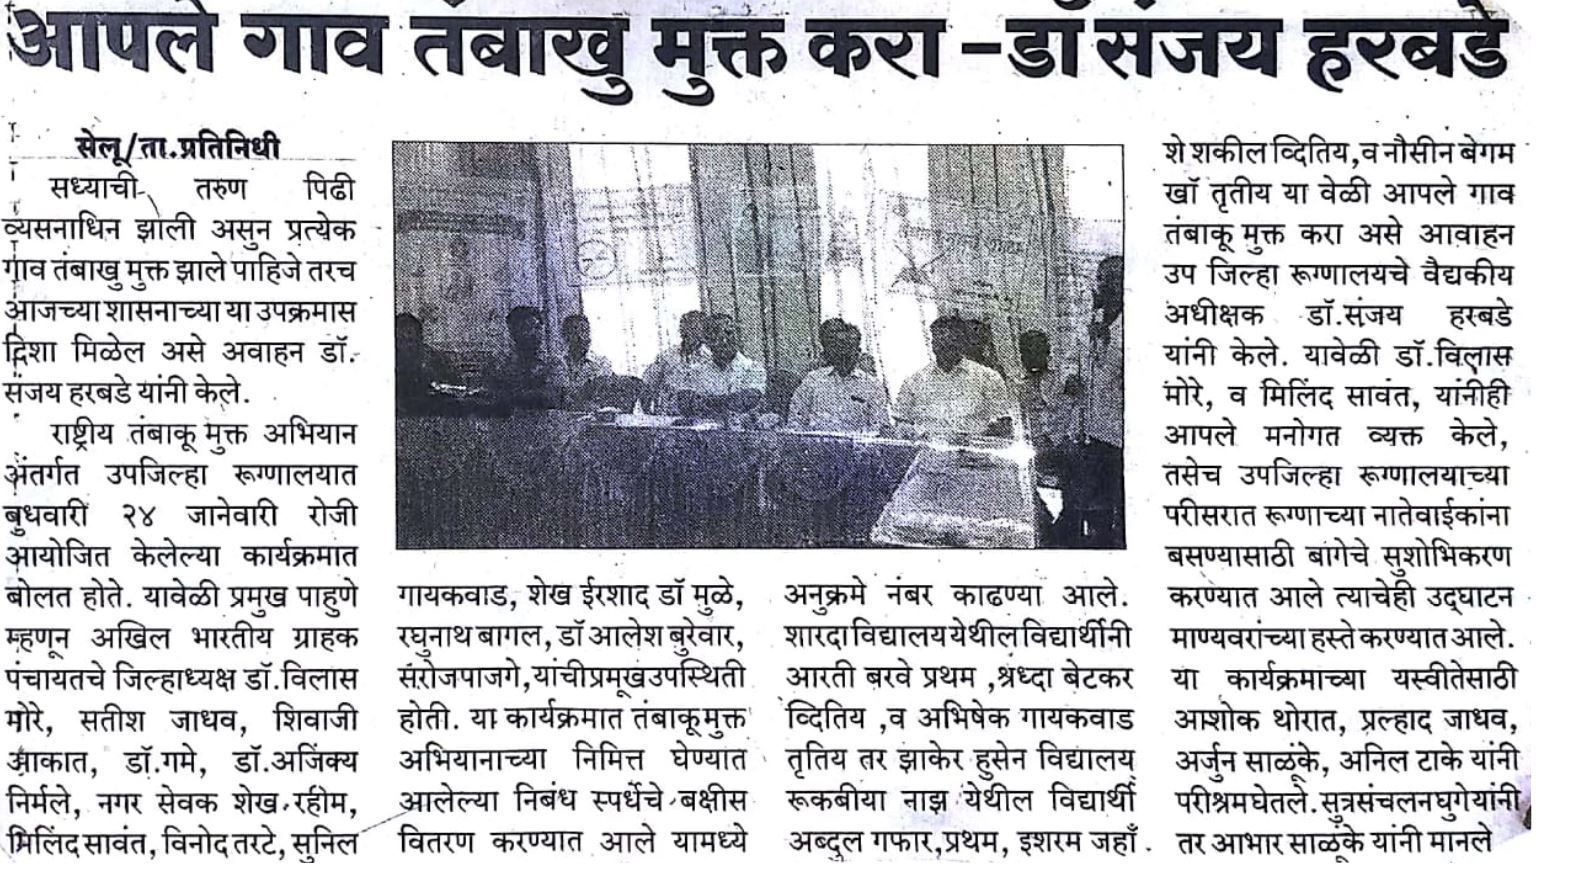 आपले गाव तंबाखु मुक्त करा -डॉ संजय हरबडे
सेलू/ता.प्रतिनिधी
सध्याची तरुण पिढी
व्यसनाधिन झाली असुन प्रत्येक
गाव तंबाखु मुक्त झाले पाहिजे तरच
आजच्या शासनाच्या या उपक्रमास
दिशा मिळेल असे अवाहन डॉ.
संजय हरबडे यांनी केले.
राष्ट्रीय तंबाकू मुक्त अभियान
अंतर्गत उपजिल्हा रूग्णालयात
बुधवारी २४ जानेवारी रोजी
आयोजित केलेल्या कार्यक्रमात
बोलत होते. यावेळी प्रमुख पाहुणे
म्हणून अखिल भारतीय ग्राहक
पंचायतचे जिल्हाध्यक्ष डॉ.विलास
मोरे, सतीश जाधव, शिवाजी
आकात, डॉ.गमे, डॉ.अजिंक्य
निर्मले, नगर सेवक शेख रहीम,
मिलिंद सावंत, विनोद तरटे, सुनिल
गायकवाड, शेख ईरशाद डॉ मुळे,
रघुनाथ बागल, डॉ आलेश बुरेवार,
संरोजपाजगे,यांची प्रमूख उपस्थिती
होती. या कार्यक्रमात तंबाकू मुक्त
अभियानाच्या निमित्त घेण्यात
आलेल्या निबंध स्पर्धेचे बक्षीस
वितरण करण्यात आले यामध्ये
अनुक्रमे नंबर काढण्या आले.
शारदा विद्यालय येथील विद्यार्थीनी
आरती बरवे प्रथम ,श्रध्दा बेटकर
व्दितिय ,व अभिषेक गायकवाड
तृतिय तर झाकेर हुसेन विद्यालय
रूकबीया नाझ येथील विद्यार्थी
अब्दुल गफार,प्रथम, इशरम जहाँ.
शे शकील व्दितिय,व नौसीन बेगम
खॉ तृतीय या वेळी आपले गाव
तंबाकू मुक्त करा असे आवाहन
उप जिल्हा रूग्णालयचे वैद्यकीय
अधीक्षक डॉ.संजय हरबडे
यांनी केले. यावेळी डॉ.विलास
मोरे, व मिलिंद सावंत, यांनीही
आपले मनोगत व्यक्त केले,
तसेच उपजिल्हा रूग्णालयाच्या
परीसरात रूग्णाच्या नातेवाईकांना
बसण्यासाठी बागेचे सुशोभिकरण
करण्यात आले त्याचेही उद्घाटन
माण्यवरांच्या हस्ते करण्यात आले.
या कार्यक्रमाच्या यस्वीतेसाठी
आशोक थोरात, प्रल्हाद जाधव,
अर्जुन साळूंके, अनिल टाके यांनी
परीश्रम घेतले. सुत्रसंचलन घुगे यांनी
तर आभार साळूंके यांनी मानले